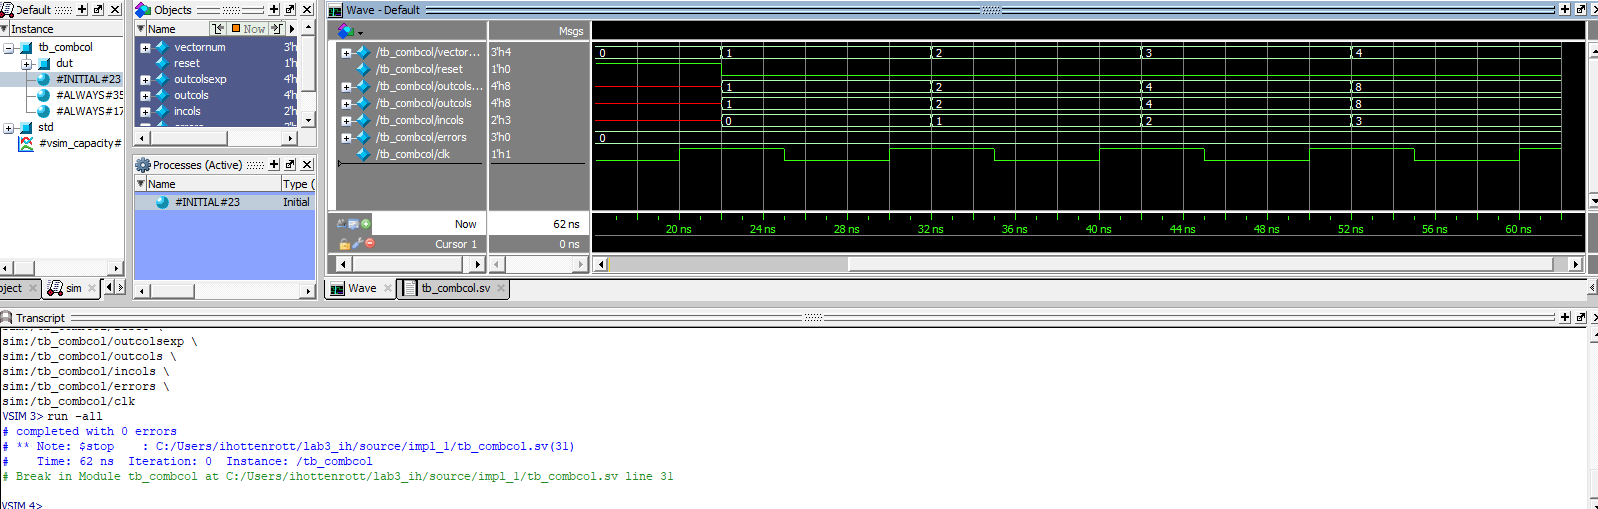 Default
Instance
tb_combcol
dut
#INITIAL#23
#ALWAYS#35
#ALWAYS#17
std
#vsim_capacity#
sim
Objects
Name
Now
vectornum 3'h
reset 1'h
outcolsexp 4'h
outcols 4'h
incols 2'h
Processes (Active)
Name Type (
#INITIAL#23 Initial
Wave - Default
Msgs
/tb_combcol/vector... 3'h4 0 1 2 3 4
/tb_combcol/reset 1'h0
/tb_combcol/outcols... 4'h8 1 2 4 8
/tb_combcol/outcols 4'h8 1 2 4 8
/tb_combcol/incols 2'h3 0 1 2 3
/tb_combcol/errors 3'h0 0
/tb_combcol/clk 1'h1
Now 62 ns
20 ns 24 ns 28 ns 32 ns 36 ns 40 ns 44 ns 48 ns 52 ns 56 ns 60 ns
Cursor 1 0 ns
Wave tb_combcol.sv
Transcript
sim:/tb_combcol/outcolsexp \
sim:/tb_combcol/outcols \
sim:/tb_combcol/incols \
sim:/tb_combcol/errors \
sim:/tb_combcol/clk
VSIM 3> run -all
# completed with 0 errors
# ** Note: $stop : C:/Users/ihottenrott/lab3_ih/source/impl_1/tb_combcol.sv(31)
# Time: 62 ns Iteration: 0 Instance: /tb_combcol
# Break in Module tb_combcol at C:/Users/ihottenrott/lab3_ih/source/impl_1/tb_combcol.sv line 31
VSIM 4>